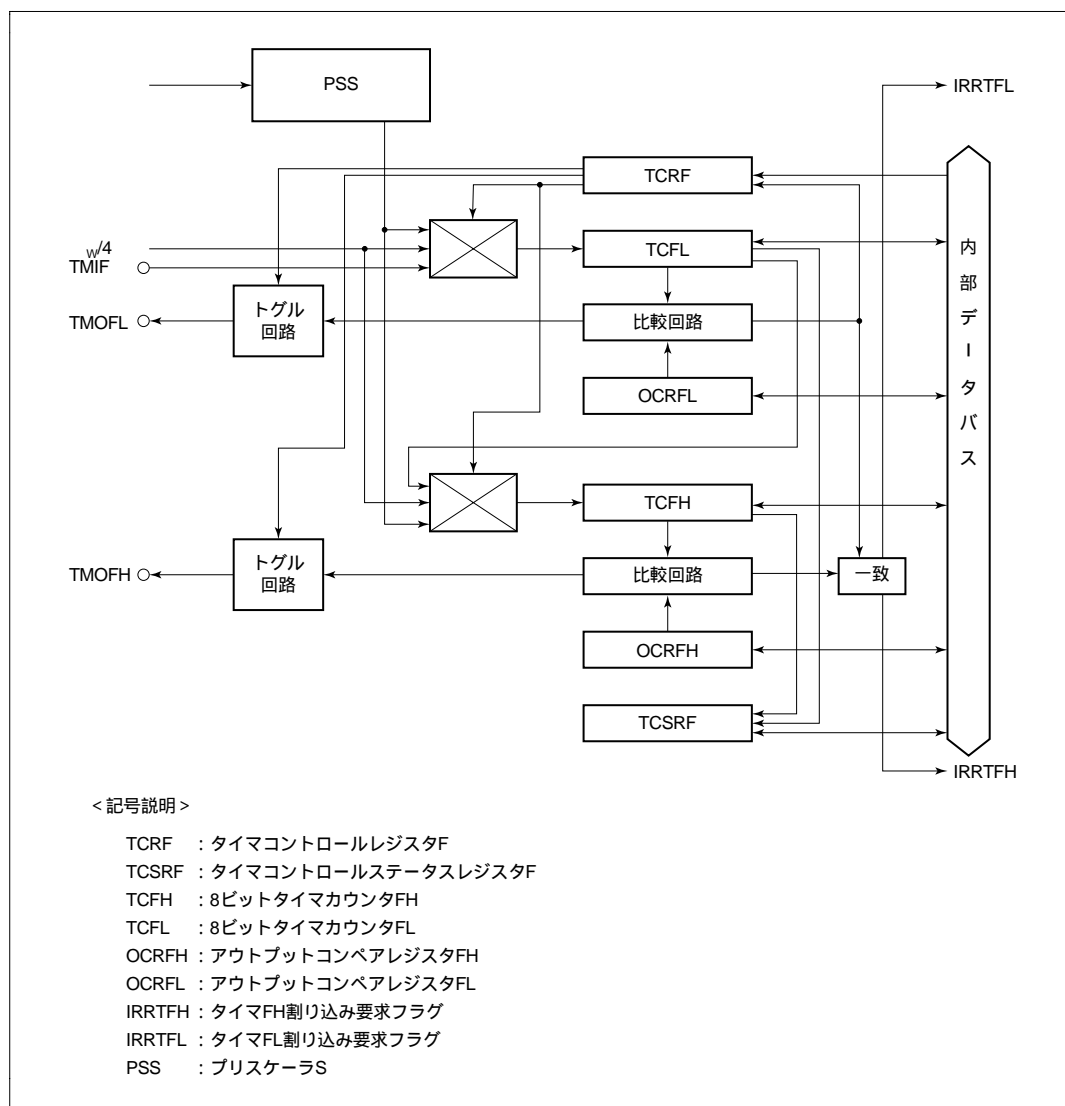 PSS
IRRTFL
TCRF
W/4
TMIF
TCFL
TMOFL
トグル
回路
比較回路
OCRFL
内部データバス
TCFH
TMOFH
トグル
回路
比較回路
一致
OCRFH
TCSRF
IRRTFH
<記号説明>
TCRF :タイマコントロールレジスタF
TCSRF :タイマコントロールステータスレジスタF
TCFH :8ビットタイマカウンタFH
TCFL :8ビットタイマカウンタFL
OCRFH :アウトプットコンペアレジスタFH
OCRFL :アウトプットコンペアレジスタFL
IRRTFH :タイマFH割り込み要求フラグ
IRRTFL :タイマFL割り込み要求フラグ
PSS :プリスケーラS